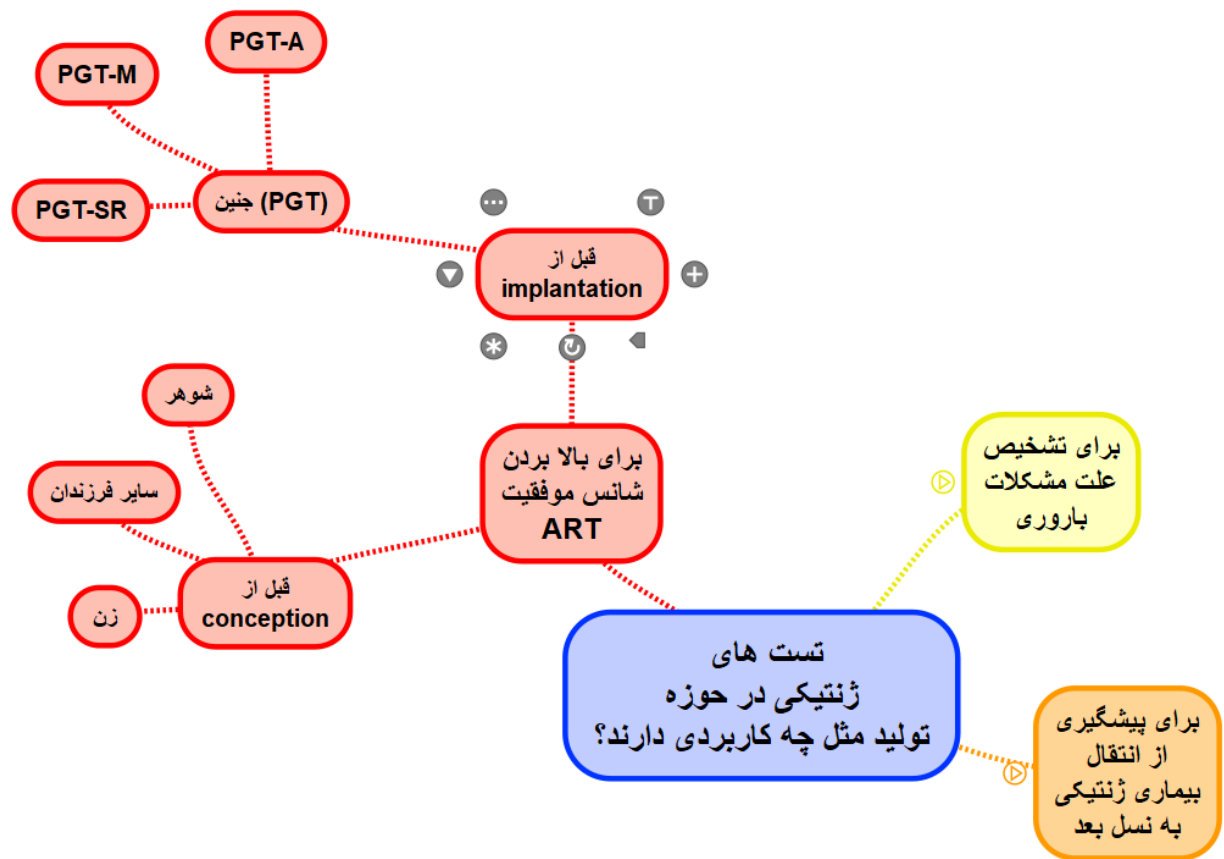 PGT-A
PGT-M
PGT-SR
جنین (PGT)
قبل از
implantation
شوهر
سایر فرزندان
زن
قبل از
conception
برای بالا بردن
شانس موفقیت
ART
برای تشخیص
علت مشکلات
باروری
تست های
ژنتیکی در حوزه
تولید مثل چه کاربردی دارند؟
برای پیشگیری
از انتقال
بیماری ژنتیکی
به نسل بعد